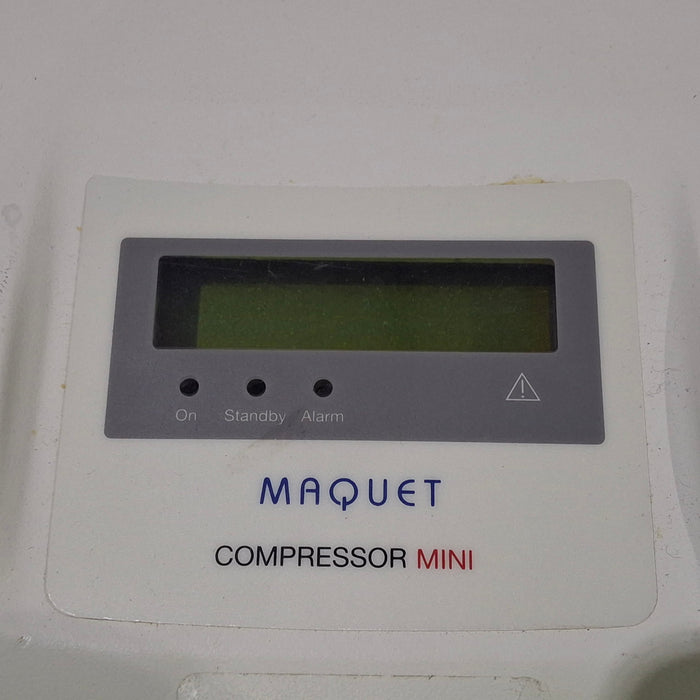 On Standby Alarm
MAQUET
COMPRESSOR MINI